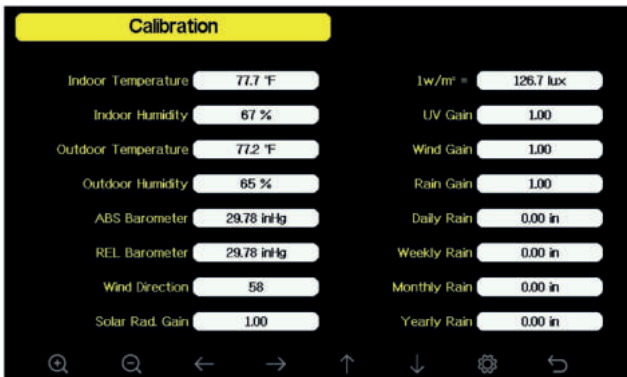 Calibration
Indoor Temperature 77.7 °F
Indoor Humidity 67 %
Outdoor Temperature 77.2 °F
Outdoor Humidity 65 %
ABS Barometer 29.78 inHg
REL Barometer 29.78 inHg
Wind Direction 58
Solar Rad. Gain 1.00
1w/m² = 126.7 lux
UV Gain 1.00
Wind Gain 1.00
Rain Gain 1.00
Daily Rain 0.00 in
Weekly Rain 0.00 in
Monthly Rain 0.00 in
Yearly Rain 0.00 in